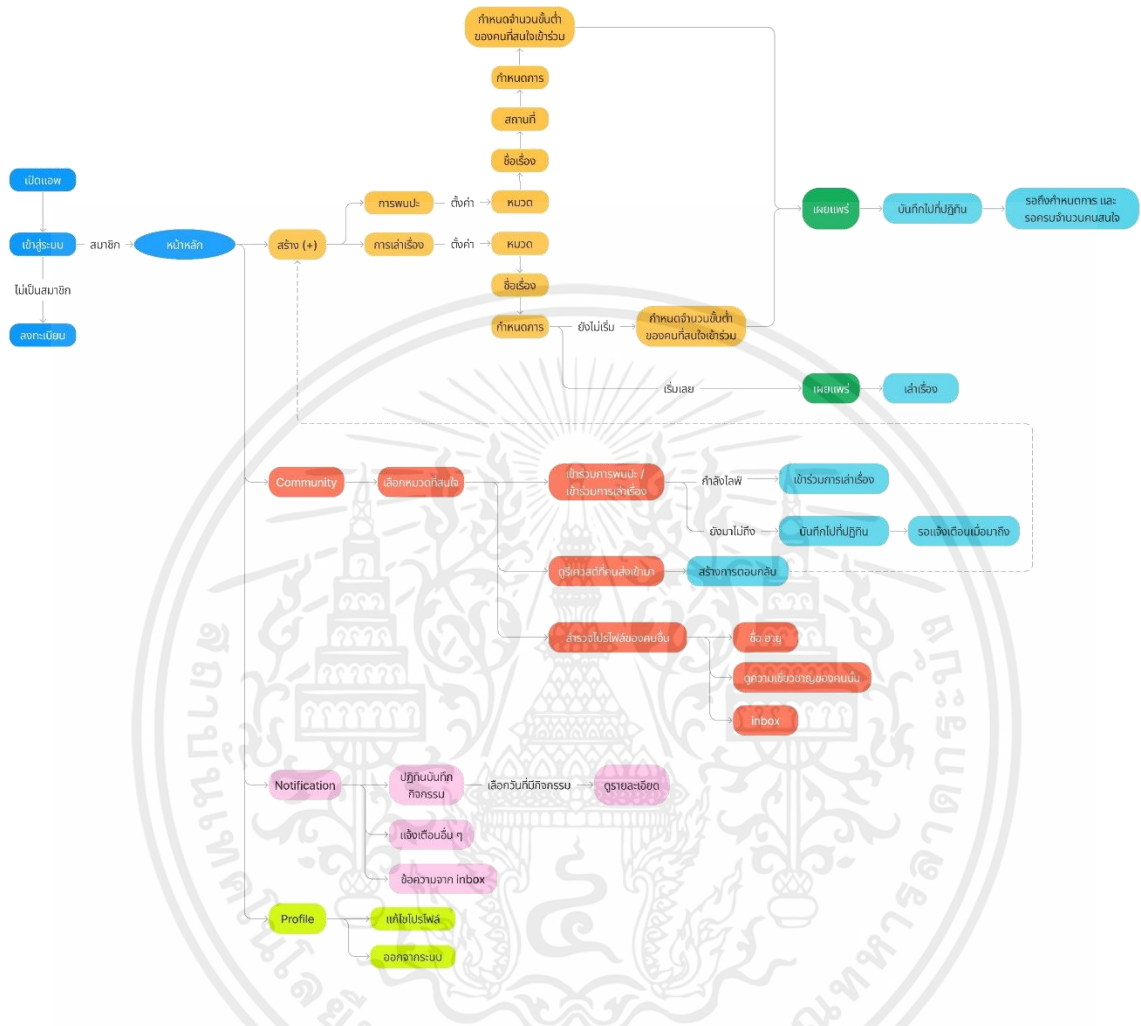 กำหนดจำนวนขั้นต่ำ
ของคนที่สนใจเข้าร่วม
กำหนดการ
สถานที่
ชื่อเรื่อง
เปิดแอพ
การพบปะ
ตั้งค่า
หมวด
เผยแพร่
บันทึกไปที่ปฏิทิน
รอถึงกำหนดการ และ
รอครบจำนวนคนสนใจ
เข้าสู่ระบบ
สมาชิก
หน้าหลัก
สร้าง (+)
การเล่าเรื่อง
ตั้งค่า
หมวด
ไม่เป็นสมาชิก
ชื่อเรื่อง
ลงทะเบียน
กำหนดการ
ยังไม่เริ่ม
กำหนดจำนวนขั้นต่ำ
ของคนที่สนใจเข้าร่วม
เริ่มเลย
เผยแพร่
เล่าเรื่อง
Community
เลือกหมวดที่สนใจ
เข้าร่วมการพบปะ /
เข้าร่วมการเล่าเรื่อง
กำลังไลฟ์
เข้าร่วมการเล่าเรื่อง
ยังมาไม่ถึง
บันทึกไปที่ปฏิทิน
รอแจ้งเตือนเมื่อมาถึง
ดูรีเควสต์ที่คนส่งเข้ามา
สร้างการตอบกลับ
สำรวจโปรไฟล์ของคนอื่น
ชื่อ อายุ
ดูความเชี่ยวชาญของคนนั้น
inbox
Notification
ปฏิทินบันทึก
กิจกรรม
เลือกวันที่มีกิจกรรม
ดูรายละเอียด
แจ้งเตือนอื่น ๆ
ข้อความจาก inbox
Profile
แก้ไขโปรไฟล์
ออกจากระบบ